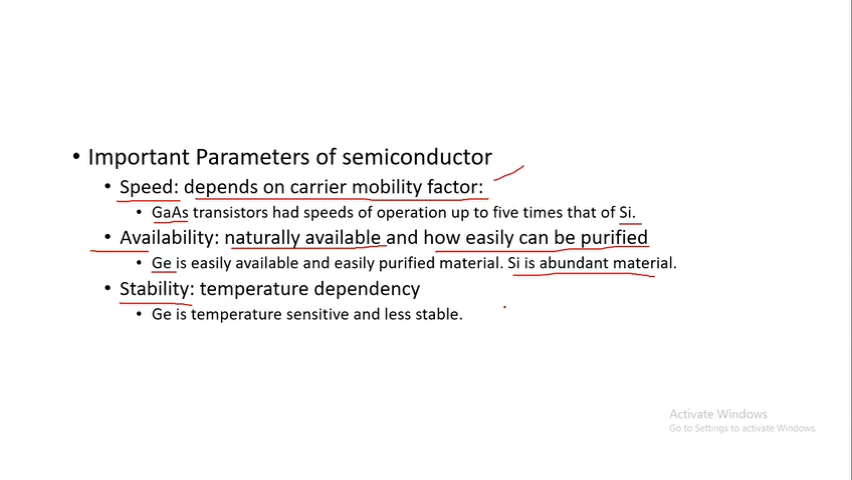 • Important Parameters of semiconductor
• Speed: depends on carrier mobility factor:
• GaAs transistors had speeds of operation up to five times that of Si.
• Availability: naturally available and how easily can be purified
• Ge is easily available and easily purified material. Si is abundant material.
• Stability: temperature dependency
• Ge is temperature sensitive and less stable.
Activate Windows
Go to Settings to activate Windows.